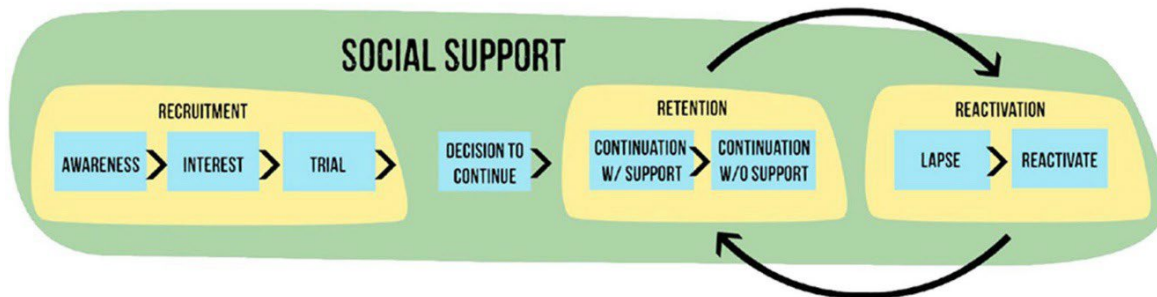 SOCIAL SUPPORT
RECRUITMENT
AWARENESS
INTEREST
TRIAL
DECISION TO
CONTINUE
RETENTION
CONTINUATION
W/ SUPPORT
CONTINUATION
W/O SUPPORT
REACTIVATION
LAPSE
REACTIVATE